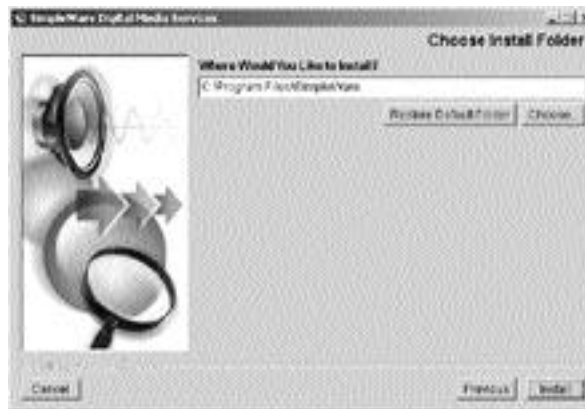 SimpleWare Digital Media Services
Choose Install Folder
Where Would You Like to Install?
C:\Program Files\SimpleWare
Restore Default Folder Choose...
Cancel Previous Install